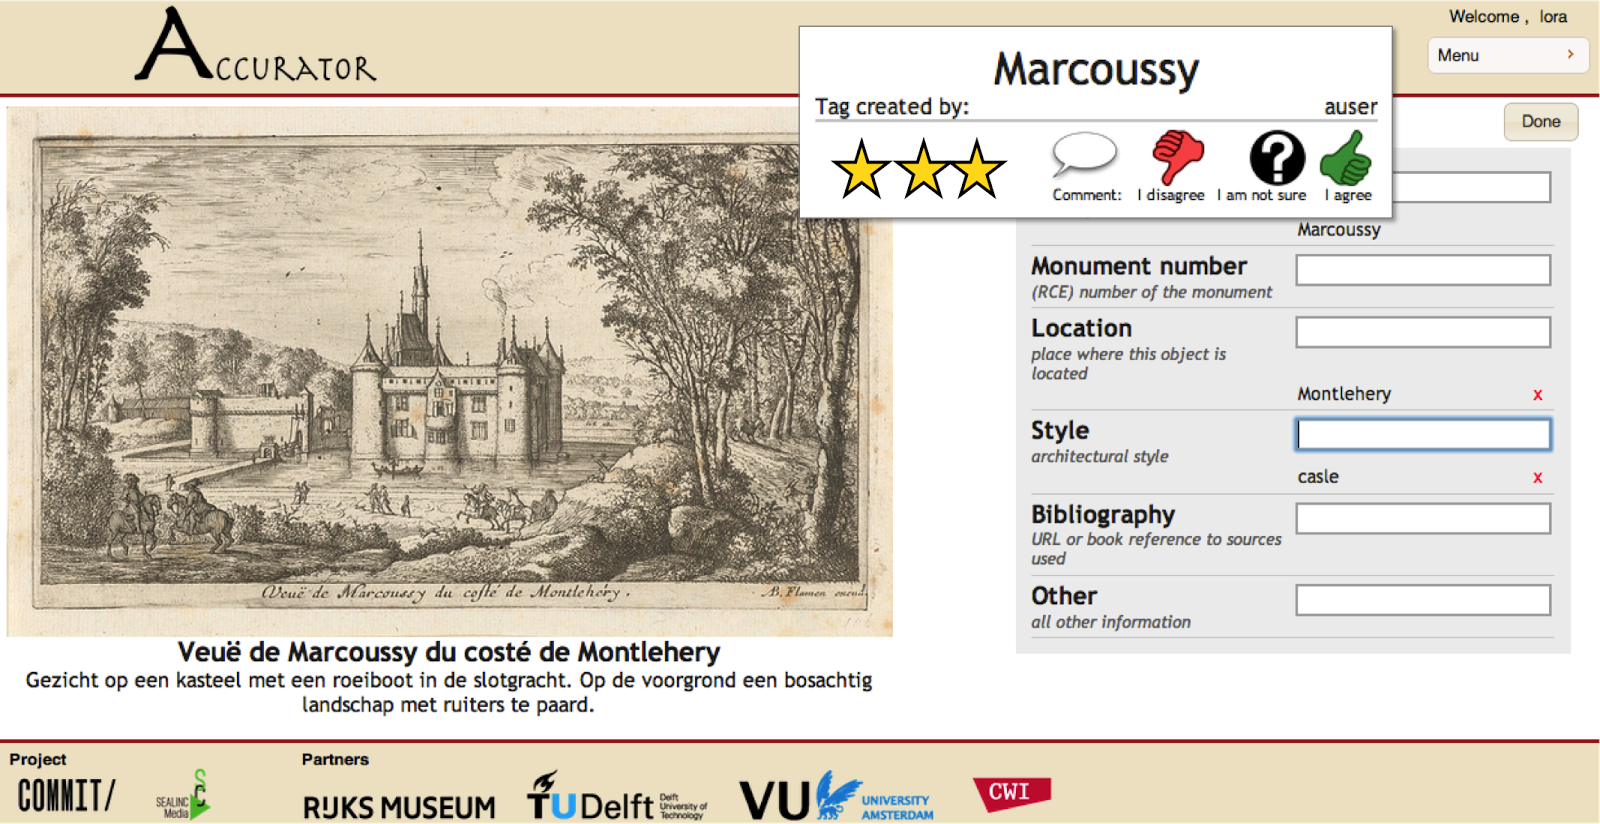 ACCURATOR
Welcome , lora
Menu
Marcoussy
Tag created by: auser
Comment: I disagree I am not sure I agree
Done
Marcoussy
Monument number
(RCE) number of the monument
Location
place where this object is
located
Montlehery x
Style
architectural style
casle x
Bibliography
URL or book reference to sources
used
Other
all other information
Veuë de Marcoussy du costé de Montlehéry.
AB. Flamen
Veuë de Marcoussy du costé de Montlehery
Gezicht op een kasteel met een roeiboot in de slotgracht. Op de voorgrond een bosachtig
landschap met ruiters te paard.
Project
Partners
COMMIT/
SEALINC
Media
SC
RIJKS MUSEUM
TUDelft
Delft
University of
Technology
VU
UNIVERSITY
AMSTERDAM
CWI